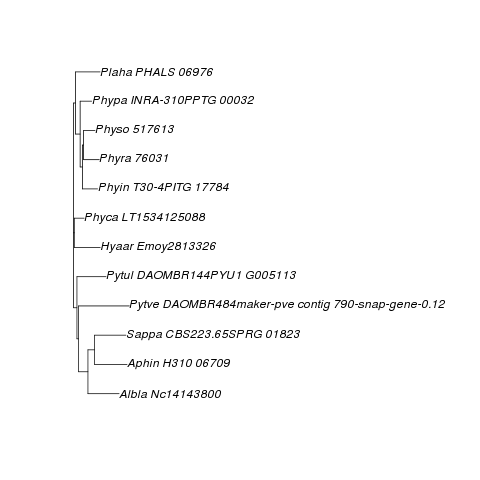 Plaha PHALS 06976
Phypa INRA-310PPTG 00032
Physo 517613
Phyra 76031
Phyin T30-4PITG 17784
Phyca LT1534125088
Hyaar Emoy2813326
Pytul DAOMBR144PYU1 G005113
Pytve DAOMBR484maker-pve contig 790-snap-gene-0.12
Sappa CBS223.65SPRG 01823
Aphin H310 06709
Albla Nc14143800